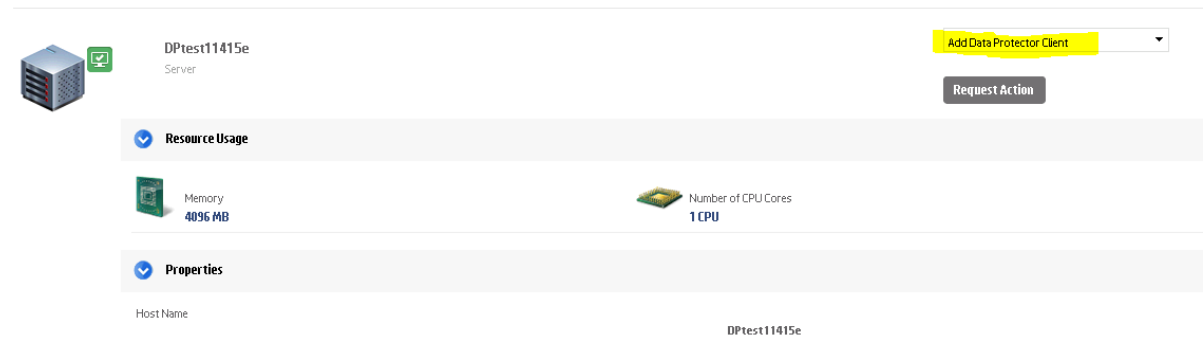 DPtest11415e
Server
Add Data Protector Client
Request Action
Resource Usage
Memory
4096 MB
Number of CPU Cores
1 CPU
Properties
Host Name
DPtest11415e